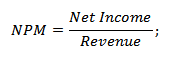 NPM = Net Income / Revenue;